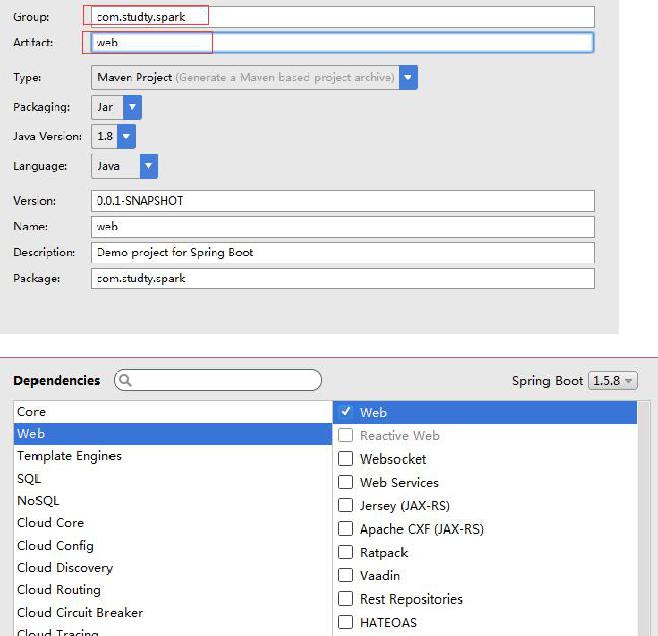 Group: com.studty.spark
Artifact: web
Type: Maven Project (Generate a Maven based project archive)
Packaging: Jar
Java Version: 1.8
Language: Java
Version: 0.0.1-SNAPSHOT
Name: web
Description: Demo project for Spring Boot
Package: com.studty.spark
Dependencies Spring Boot 1.5.8
Core Web
Web Reactive Web
Template Engines Websocket
SQL Web Services
NoSQL Jersey (JAX-RS)
Cloud Core Apache CXF (JAX-RS)
Cloud Config Ratpack
Cloud Discovery Vaadin
Cloud Routing Rest Repositories
Cloud Circuit Breaker HATEOAS
Cloud Tracing